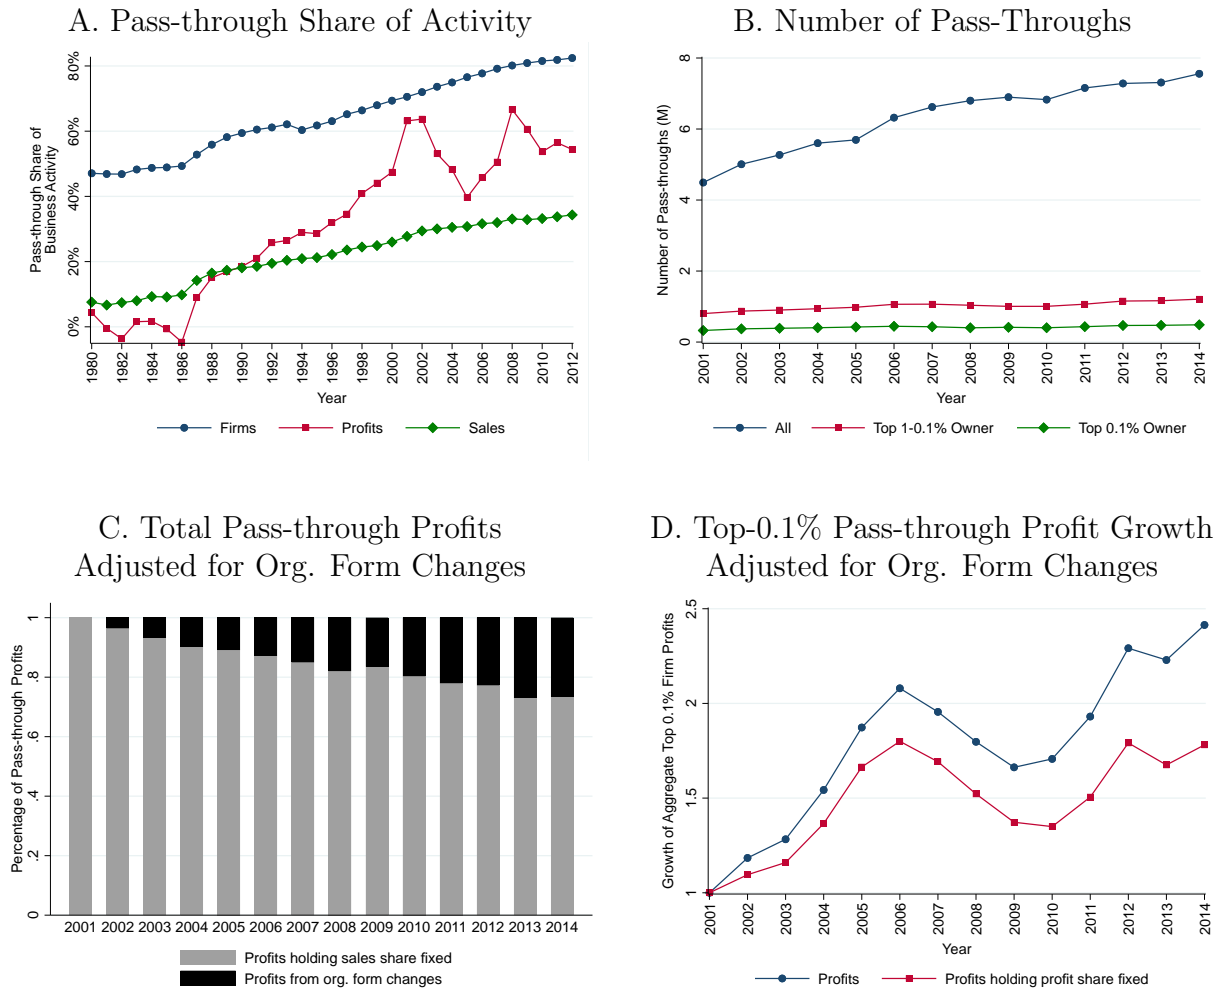 A. Pass-through Share of Activity
Pass-through Share of
Business Activity
80%
60%
40%
20%
0%
1980 1982 1984 1986 1988 1990 1992 1994 1996 1998 2000 2002 2004 2006 2008 2010 2012
Year
Firms Profits Sales
B. Number of Pass-Throughs
Number of Pass-throughs (M)
8
6
4
2
0
2001 2002 2003 2004 2005 2006 2007 2008 2009 2010 2011 2012 2013 2014
Year
All Top 1-0.1% Owner Top 0.1% Owner
C. Total Pass-through Profits
Adjusted for Org. Form Changes
Percentage of Pass-through Profits
1
.8
.6
.4
.2
0
2001 2002 2003 2004 2005 2006 2007 2008 2009 2010 2011 2012 2013 2014
Profits holding sales share fixed
Profits from org. form changes
D. Top-0.1% Pass-through Profit Growth
Adjusted for Org. Form Changes
Growth of Aggregate Top 0.1% Firm Profits
2.5
2
1.5
1
2001 2002 2003 2004 2005 2006 2007 2008 2009 2010 2011 2012 2013 2014
Year
Profits Profits holding profit share fixed